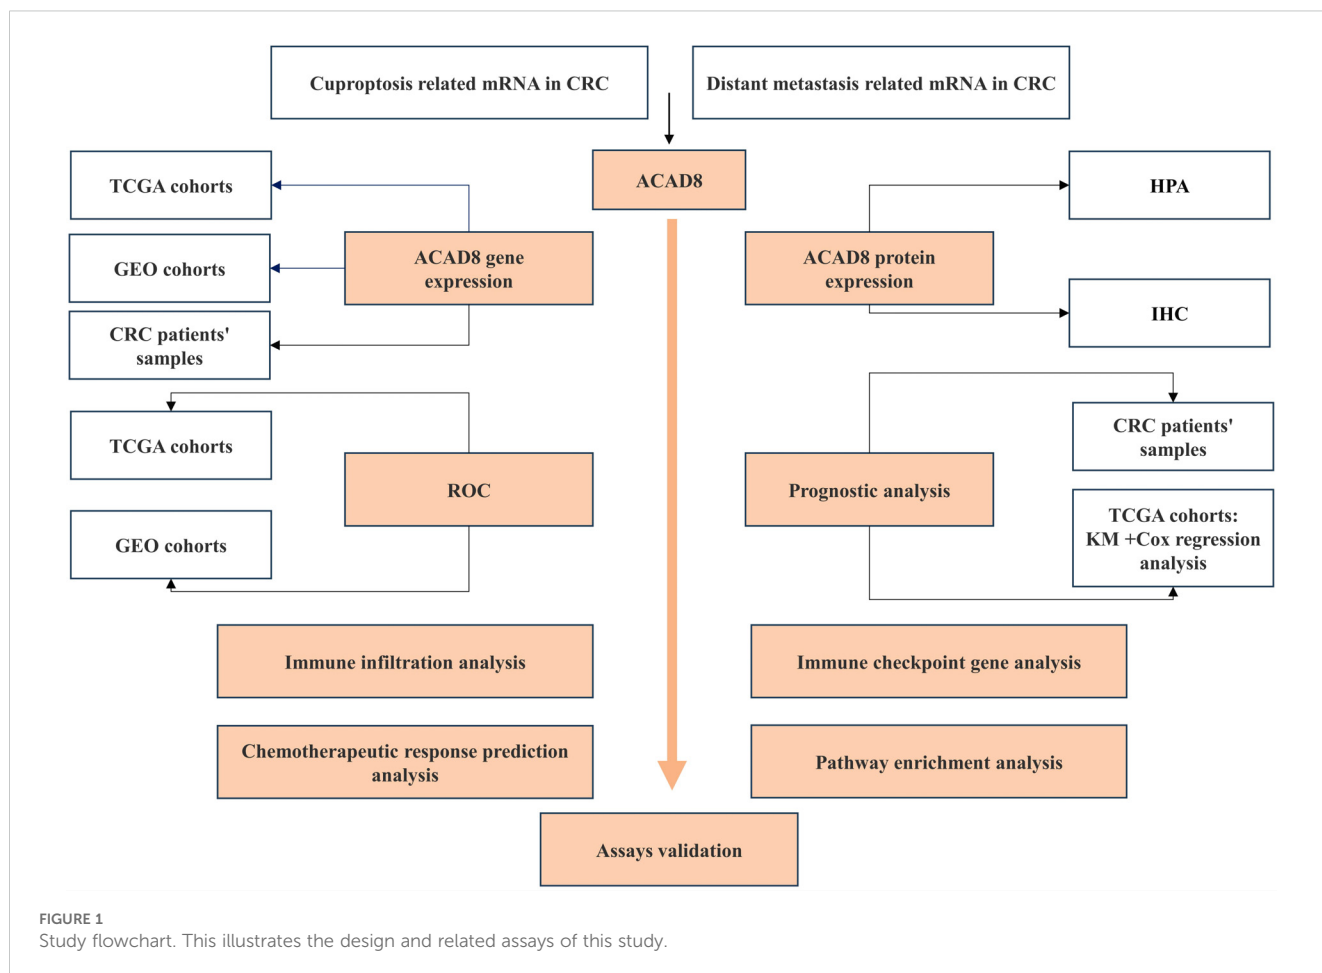 Cuproptosis related mRNA in CRC
Distant metastasis related mRNA in CRC
ACAD8
TCGA cohorts
GEO cohorts
CRC patients'
samples
ACAD8 gene
expression
ACAD8 protein
expression
HPA
IHC
TCGA cohorts
GEO cohorts
ROC
Prognostic analysis
CRC patients'
samples
TCGA cohorts:
KM +Cox regression
analysis
Immune infiltration analysis
Immune checkpoint gene analysis
Chemotherapeutic response prediction
analysis
Pathway enrichment analysis
Assays validation
FIGURE 1
Study flowchart. This illustrates the design and related assays of this study.